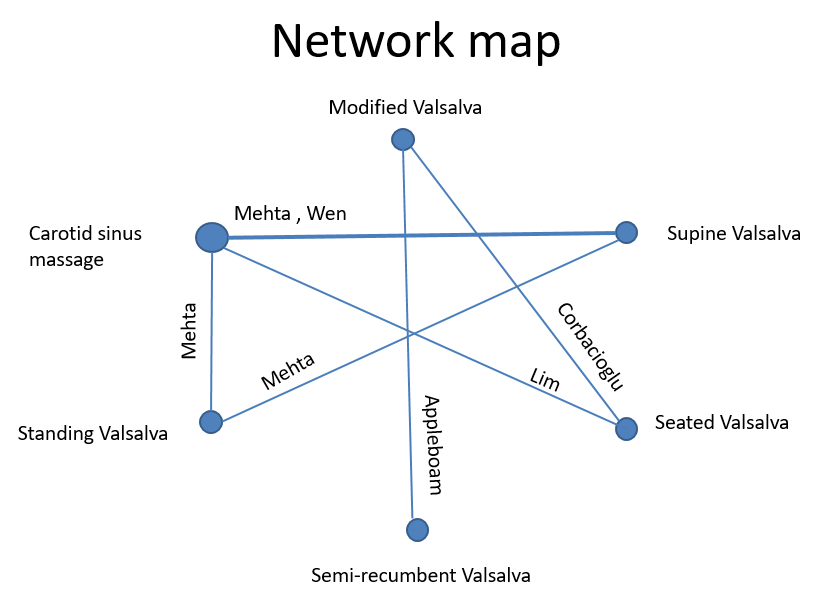 Network map
Modified Valsalva
Mehta , Wen
Carotid sinus
massage
Supine Valsalva
Mehta
Mehta
Corbacioglu
Lim
Appleboam
Standing Valsalva
Seated Valsalva
Semi-recumbent Valsalva